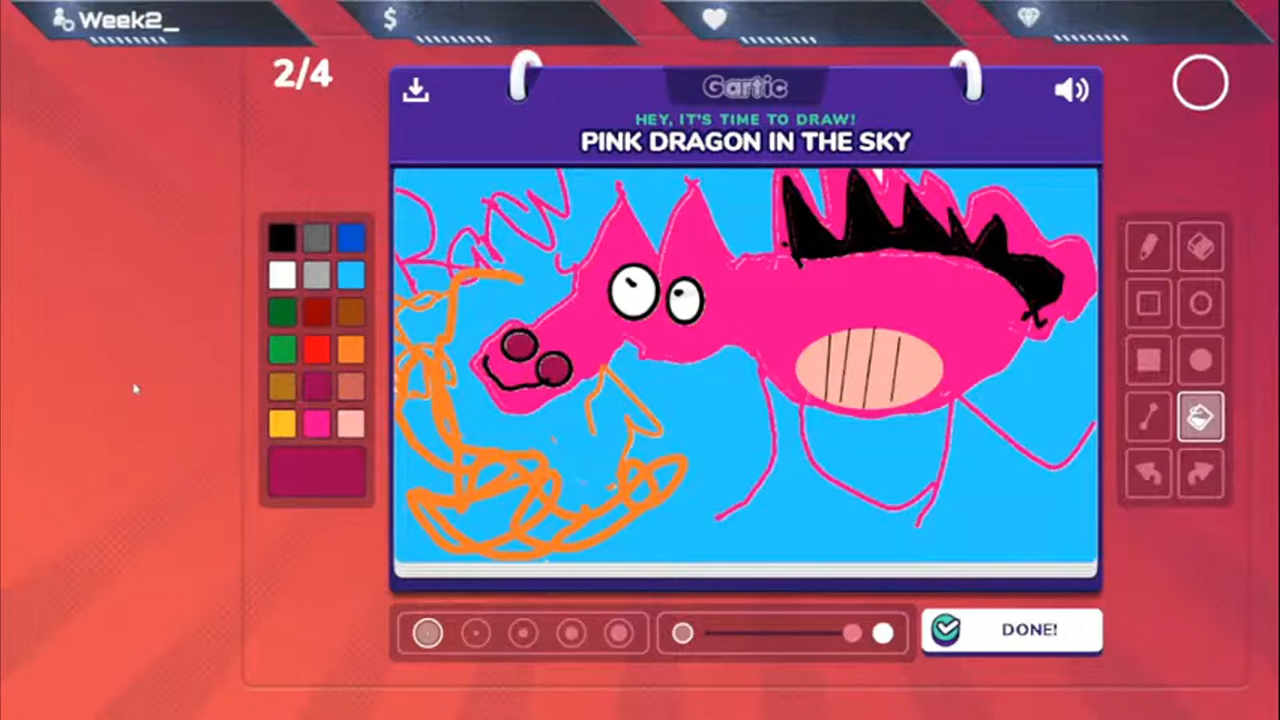 Week2_
$
2/4
Gartic
HEY, IT'S TIME TO DRAW!
PINK DRAGON IN THE SKY
DONE!